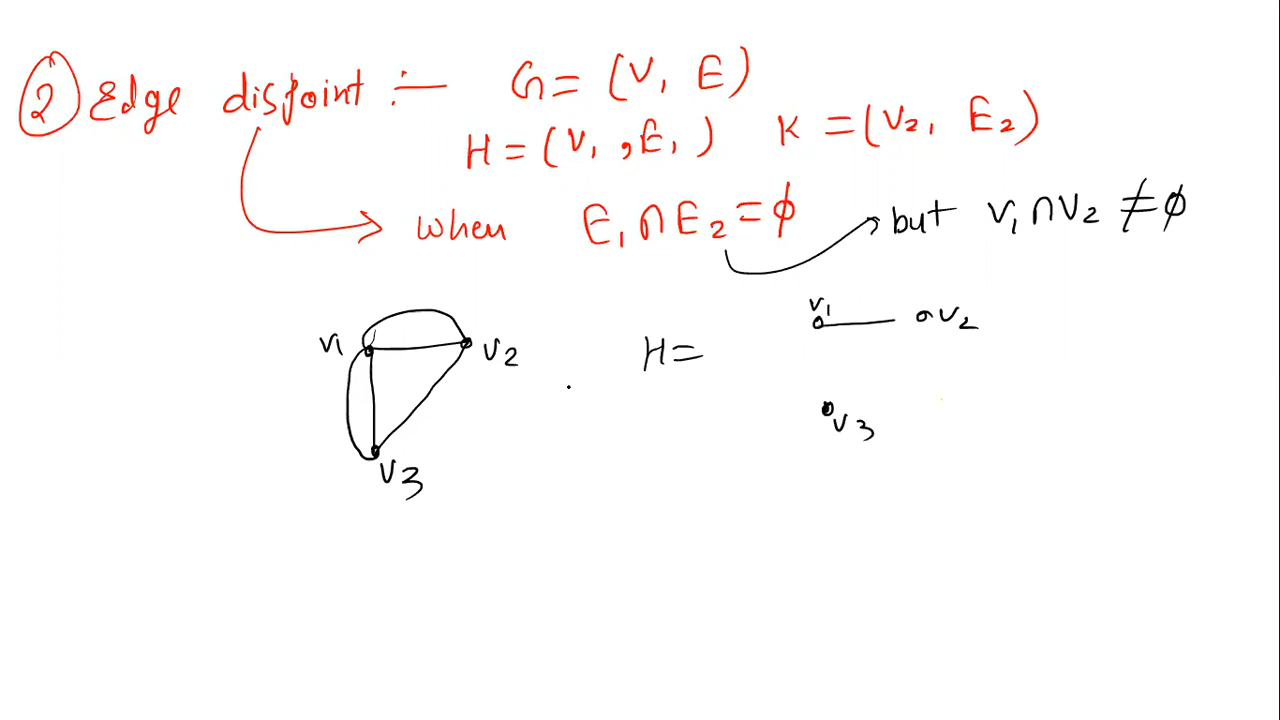 ② Edge disjoint :— G = (V, E)
H = (V₁, E₁) K = (V₂, E₂)
when E₁ ∩ E₂ = ϕ but V₁ ∩ V₂ ≠ ϕ
V₁ V₂ H = V₁ V₂
V₃ V₃